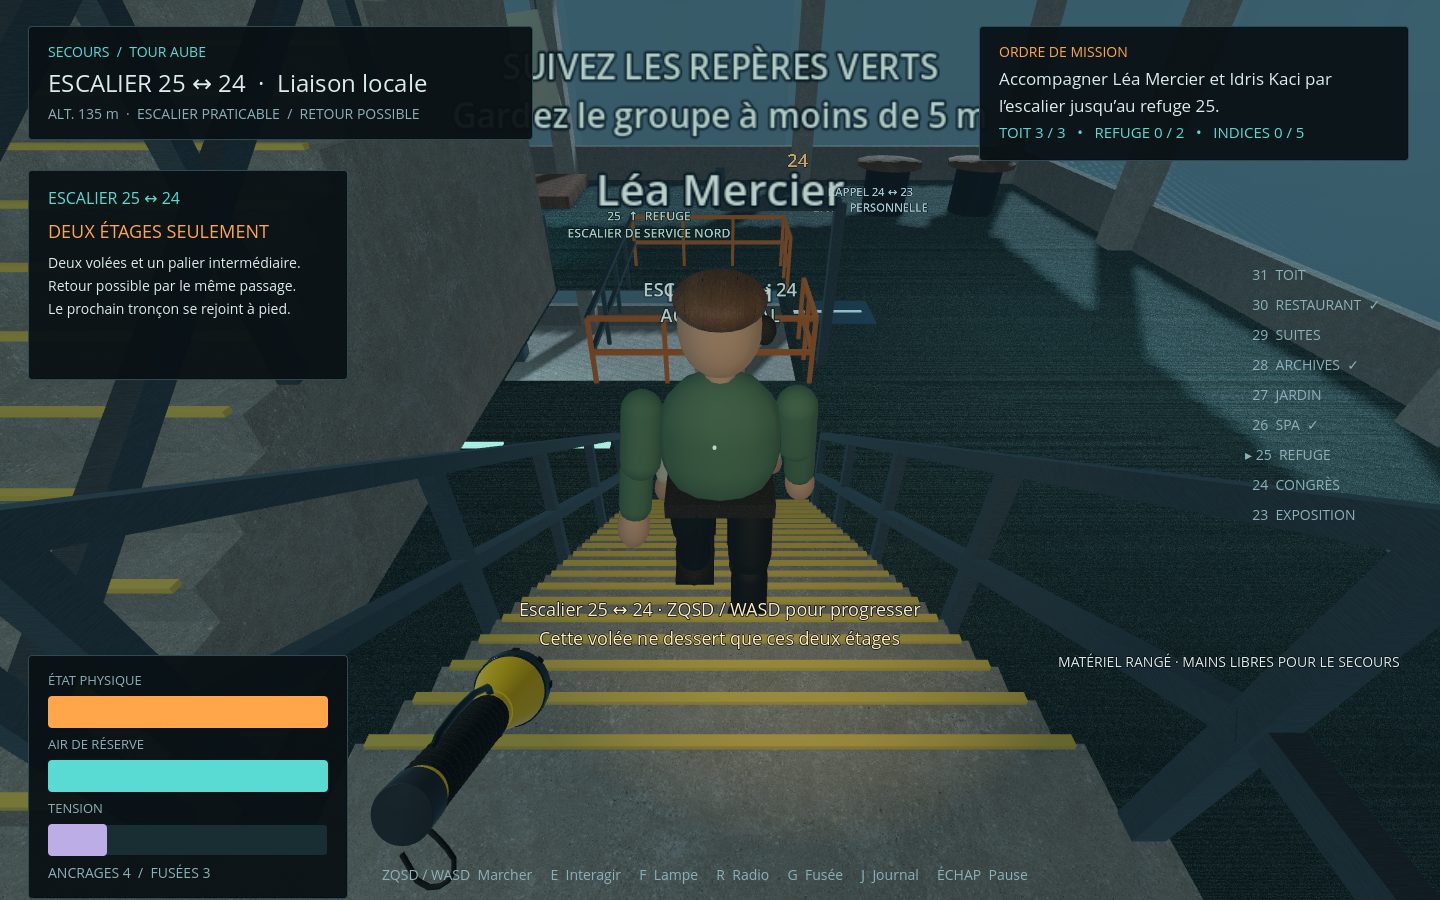 SECOURS / TOUR AUBE
ESCALIER 25 ↔ 24 · Liaison locale
ALT. 135 m · ESCALIER PRATICABLE / RETOUR POSSIBLE
SUIVEZ LES REPÈRES VERTS
Gardez le groupe à moins de 5 m
ORDRE DE MISSION
Accompagner Léa Mercier et Idris Kaci par
l’escalier jusqu’au refuge 25.
TOIT 3 / 3 • REFUGE 0 / 2 • INDICES 0 / 5
24
Léa Mercier
APPEL 24 ↔ 23
PERSONNELLE
25 ↑ REFUGE
ESCALIER DE SERVICE NORD
24
ESCALIER 25 ↔ 24
DEUX ÉTAGES SEULEMENT
Deux volées et un palier intermédiaire.
Retour possible par le même passage.
Le prochain tronçon se rejoint à pied.
31 TOIT
30 RESTAURANT ✓
29 SUITES
28 ARCHIVES ✓
27 JARDIN
26 SPA ✓
▸ 25 REFUGE
24 CONGRÈS
23 EXPOSITION
Escalier 25 ↔ 24 · ZQSD / WASD pour progresser
Cette volée ne dessert que ces deux étages
MATÉRIEL RANGÉ · MAINS LIBRES POUR LE SECOURS
ÉTAT PHYSIQUE
AIR DE RÉSERVE
TENSION
ANCRAGES 4 / FUSÉES 3
ZQSD / WASD Marcher E Interagir F Lampe R Radio G Fusée J Journal ÉCHAP Pause